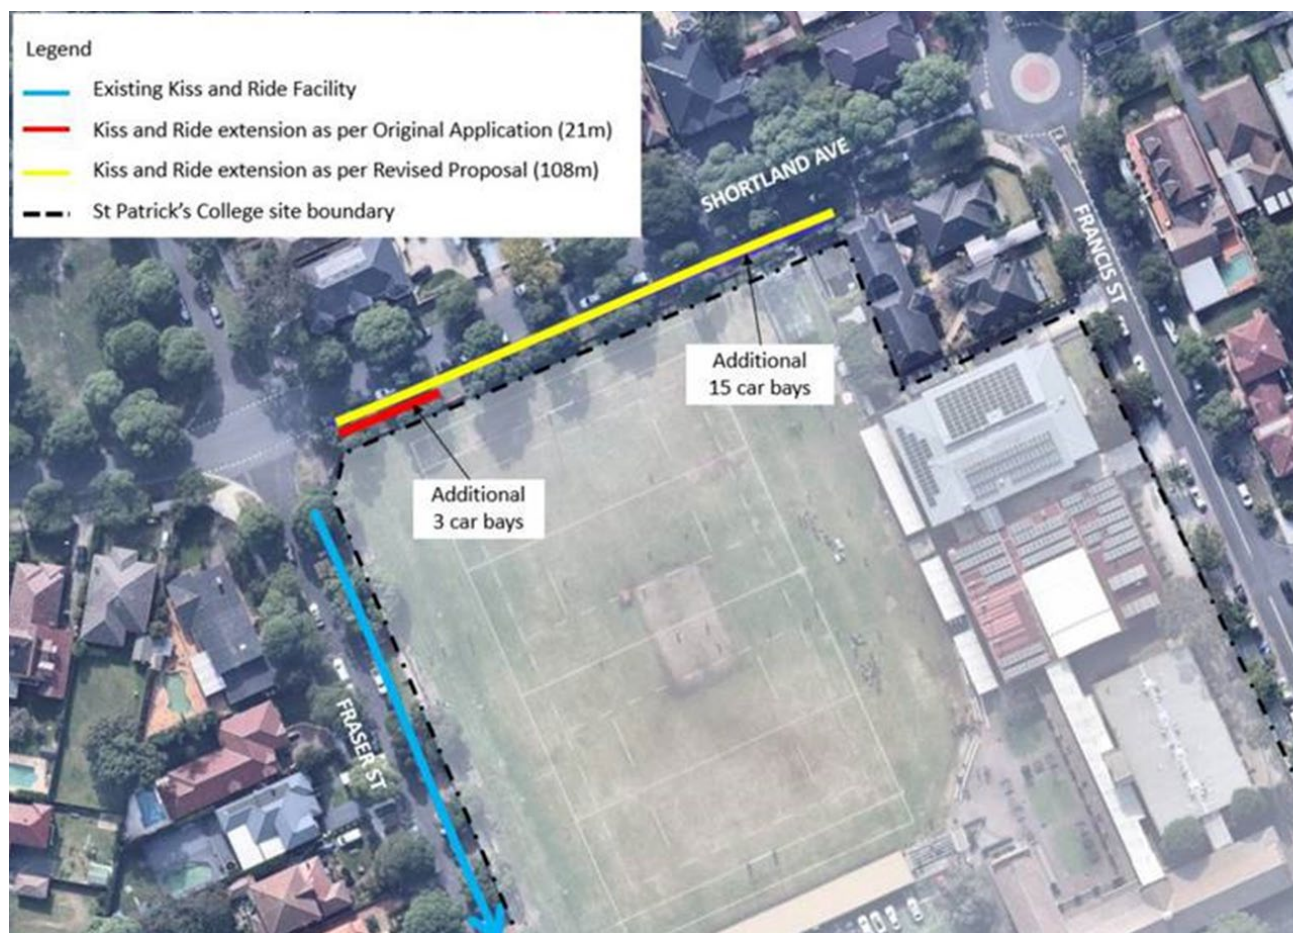 Legend
Existing Kiss and Ride Facility
Kiss and Ride extension as per Original Application (21m)
Kiss and Ride extension as per Revised Proposal (108m)
St Patrick's College site boundary
SHORTLAND AVE
FRANCIS ST
Additional
15 car bays
Additional
3 car bays
FRASER ST